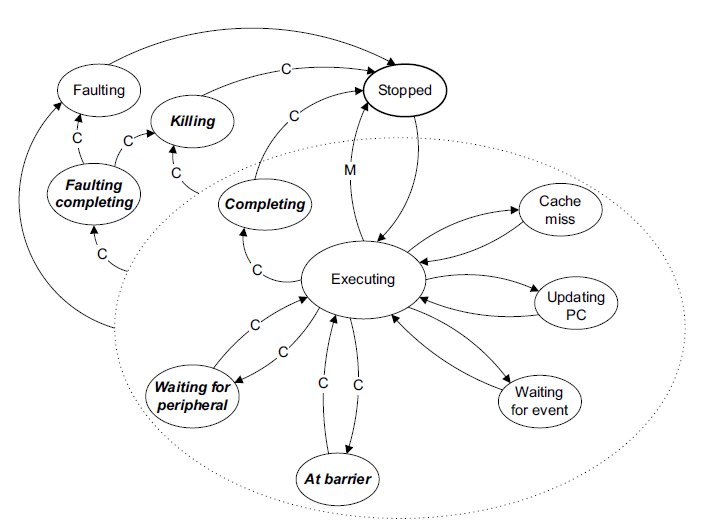 C
Faulting
Stopped
Killing
C
C
C
M
C
Faulting
completing
Completing
Cache
miss
C
C
Executing
Updating
PC
C
C
Waiting for
peripheral
C
C
Waiting
for event
At barrier